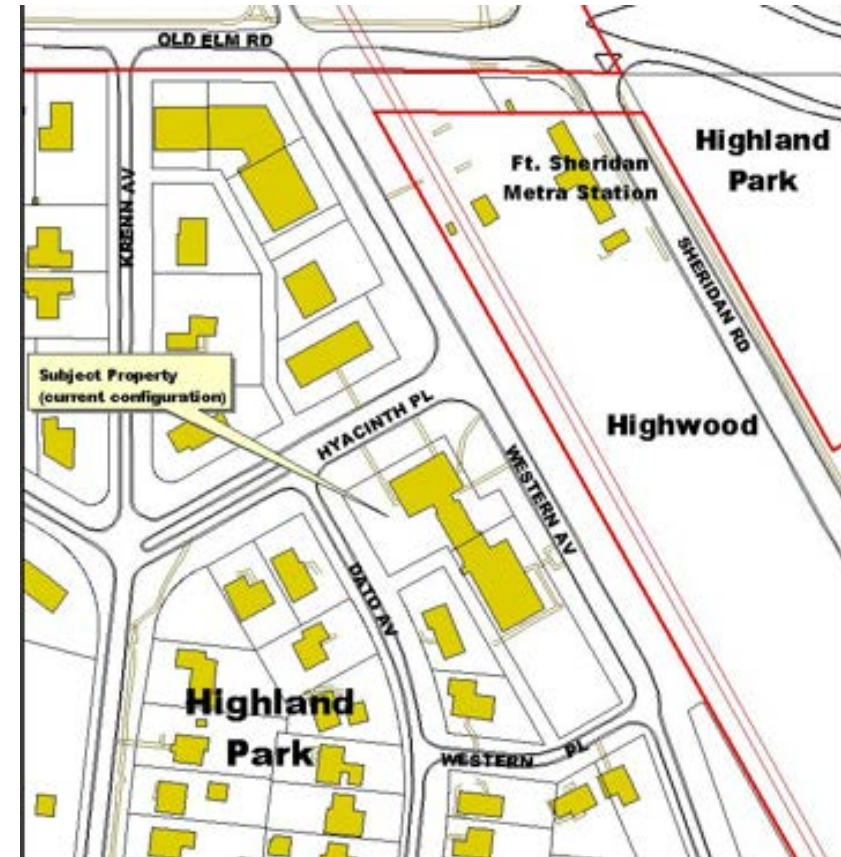 OLD ELM RD
Highland
Park
Ft. Sheridan
Metra Station
KRENN AV
SHERIDAN RD
Subject Property
(current configuration)
HYACINTH PL
Highwood
WESTERN AV
DATO AV
Highland
Park
WESTERN PL